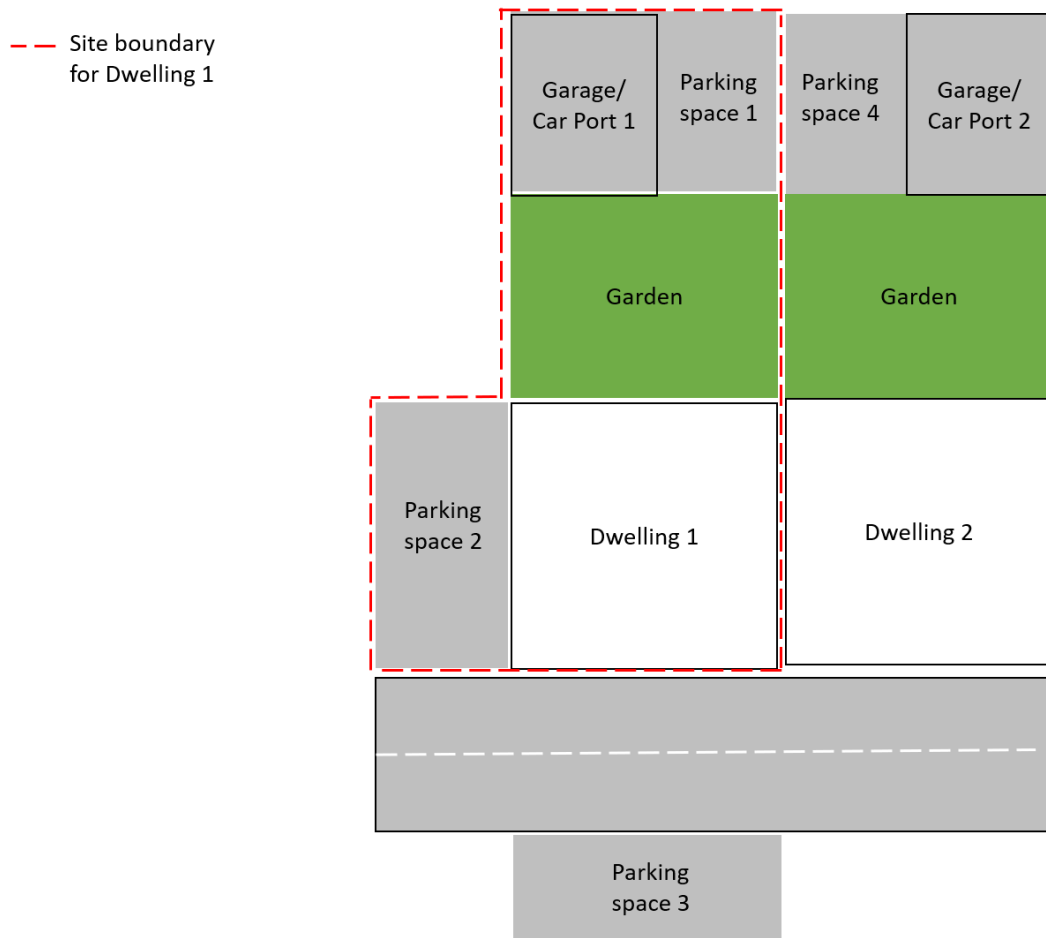 Site boundary
for Dwelling 1
Garage/
Car Port 1
Parking
space 1
Parking
space 4
Garage/
Car Port 2
Garden
Garden
Parking
space 2
Dwelling 1
Dwelling 2
Parking
space 3